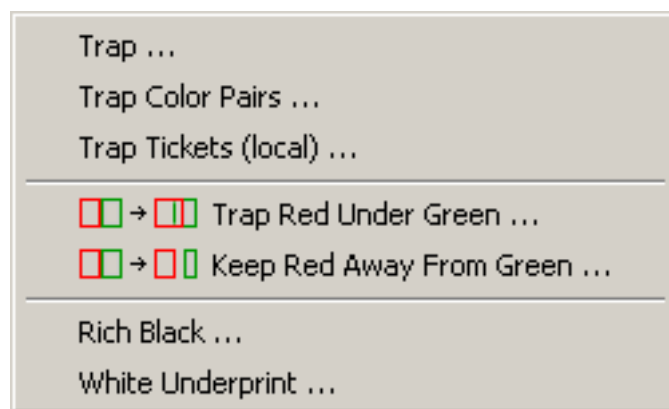 Trap ...
Trap Color Pairs ...
Trap Tickets (local) ...
Trap Red Under Green ...
Keep Red Away From Green ...
Rich Black ...
White Underprint ...